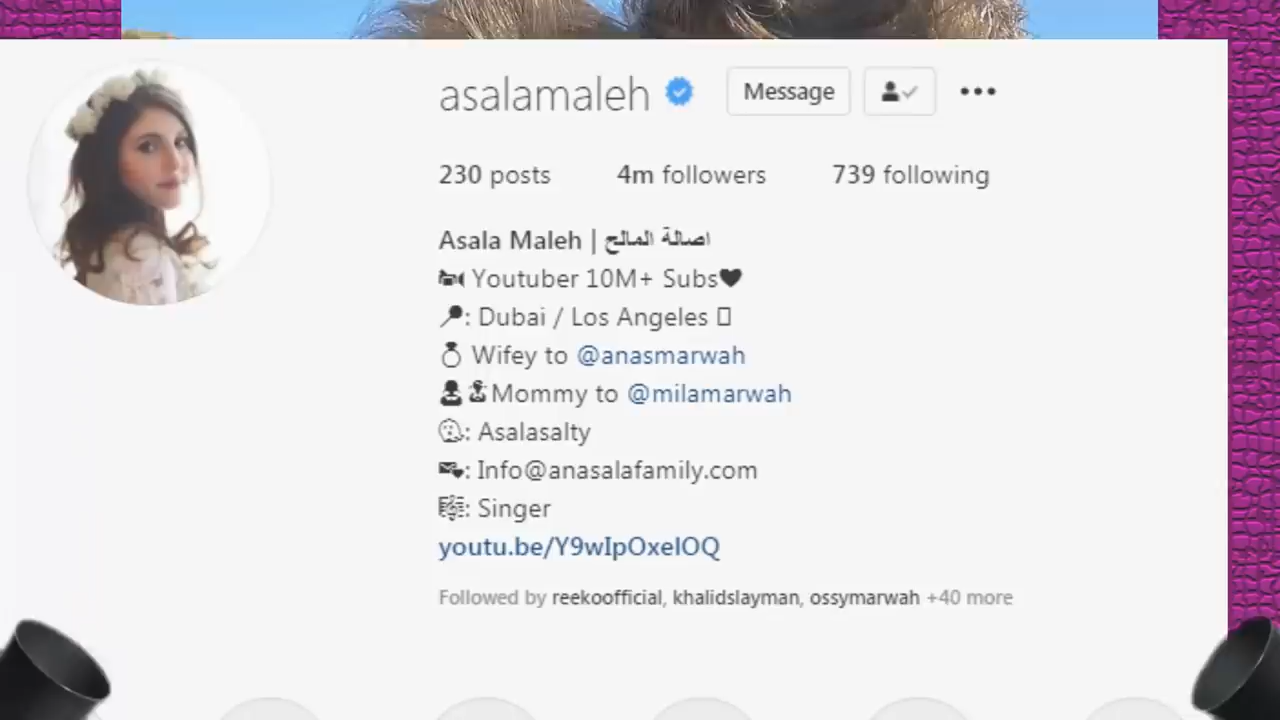 asalamaleh Message
230 posts 4m followers 739 following
Asala Maleh | اصالة المالح
Youtuber 10M+ Subs
: Dubai / Los Angeles
Wifey to @anasmarwah
Mommy to @milamarwah
: Asalasalty
: Info@anasalafamily.com
: Singer
youtu.be/Y9wIpOxelOQ
Followed by reekoofficial, khalidslayman, ossymarwah +40 more